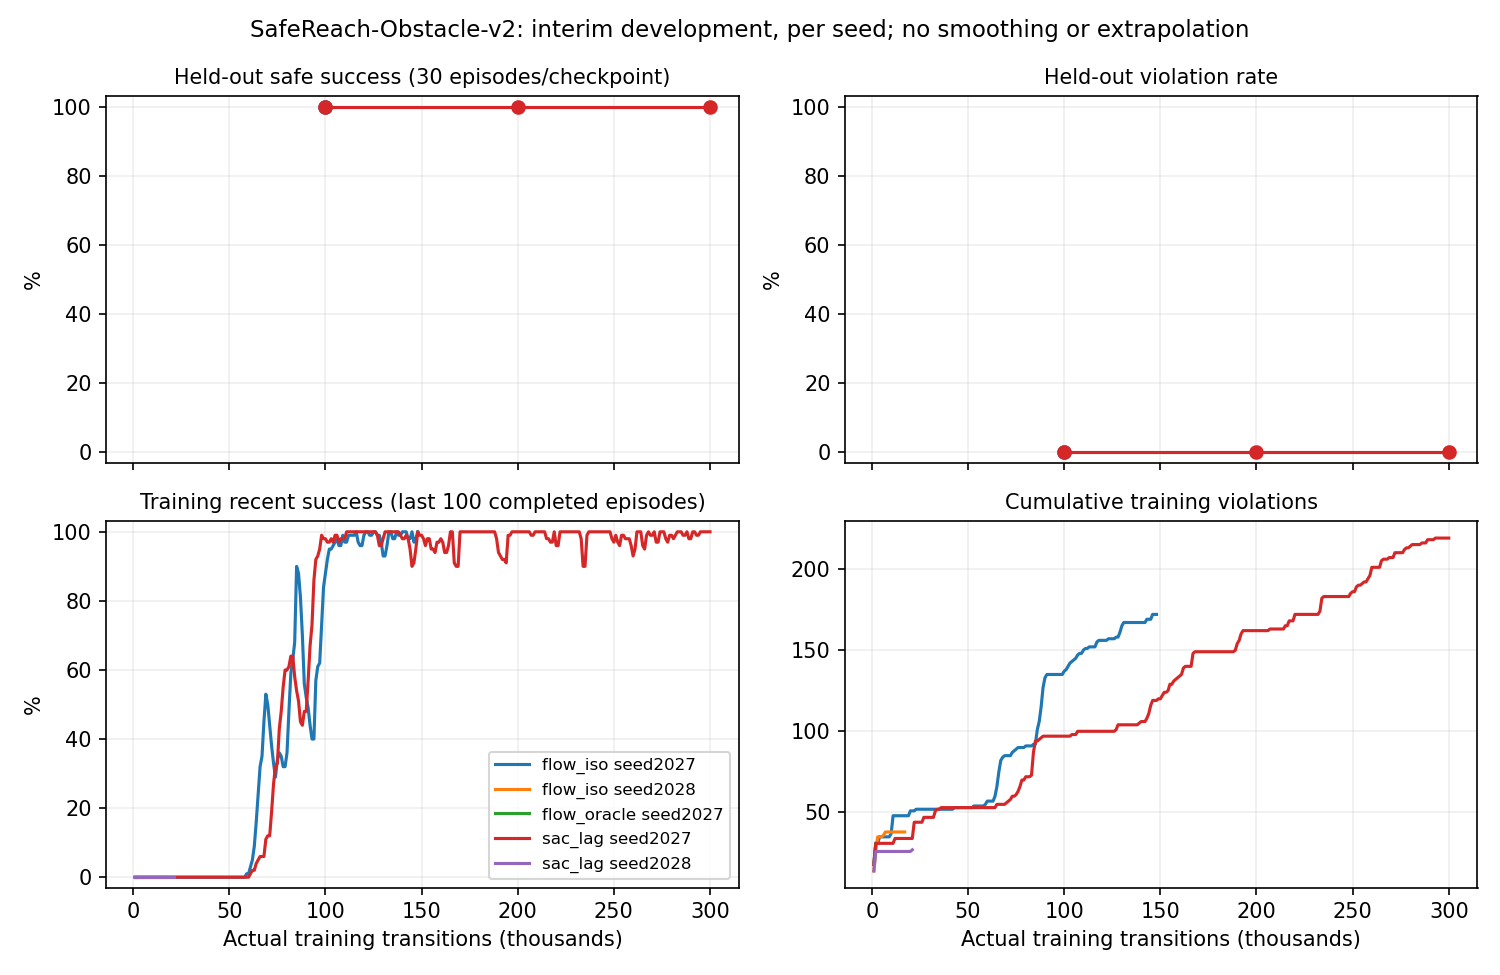 SafeReach-Obstacle-v2: interim development, per seed; no smoothing or extrapolation
Held-out safe success (30 episodes/checkpoint)
100
80
60
40
20
0
%
Held-out violation rate
100
80
60
40
20
0
%
Training recent success (last 100 completed episodes)
100
80
60
40
20
0
%
flow_iso seed2027
flow_iso seed2028
flow_oracle seed2027
sac_lag seed2027
sac_lag seed2028
0 50 100 150 200 250 300
Actual training transitions (thousands)
Cumulative training violations
200
150
100
50
0 50 100 150 200 250 300
Actual training transitions (thousands)